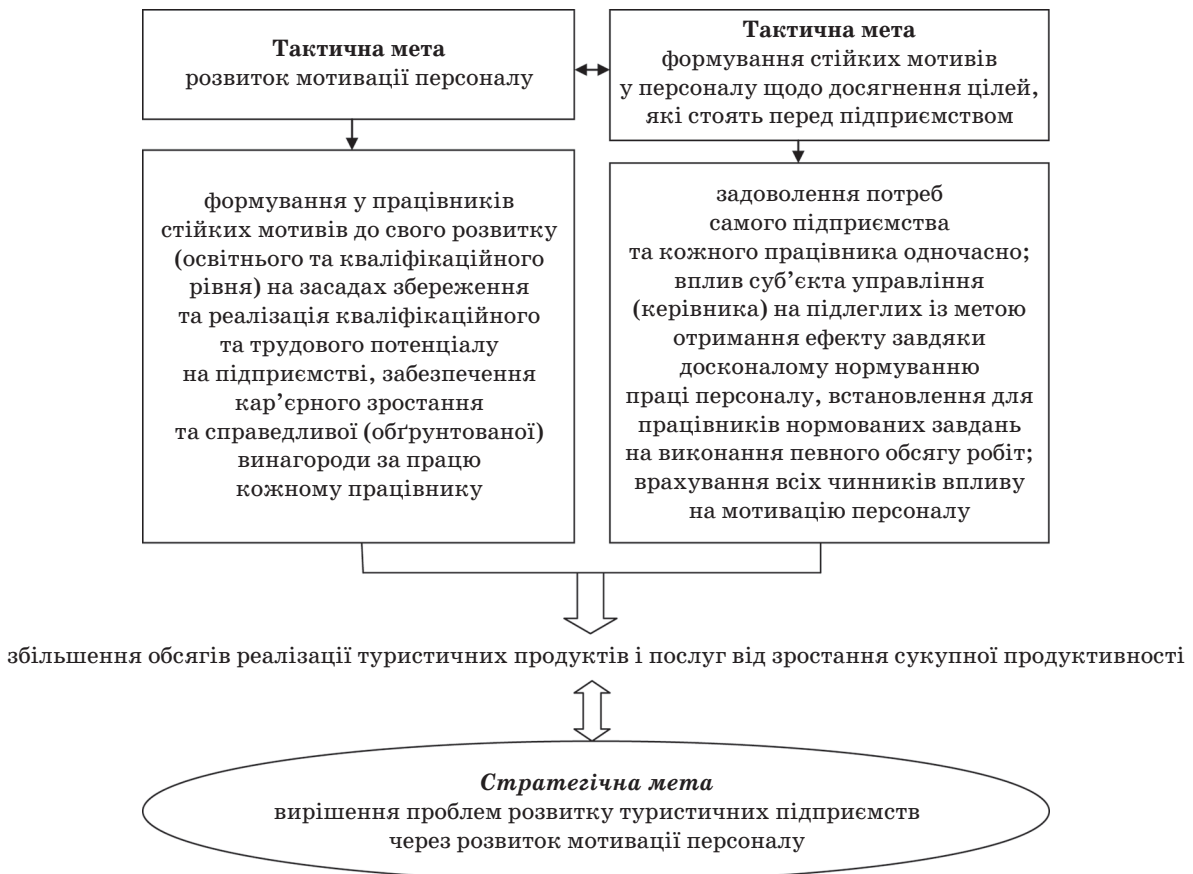 Тактична мета
розвиток мотивації персоналу
Тактична мета
формування стійких мотивів
у персоналу щодо досягнення цілей,
які стоять перед підприємством
формування у працівників
стійких мотивів до свого розвитку
(освітнього та кваліфікаційного
рівня) на засадах збереження
та реалізація кваліфікаційного
та трудового потенціалу
на підприємстві, забезпечення
кар’єрного зростання
та справедливої (обґрунтованої)
винагороди за працю
кожному працівнику
задоволення потреб
самого підприємства
та кожного працівника одночасно;
вплив суб’єкта управління
(керівника) на підлеглих із метою
отримання ефекту завдяки
досконалому нормуванню
праці персоналу, встановлення для
працівників нормованих завдань
на виконання певного обсягу робіт;
врахування всіх чинників впливу
на мотивацію персоналу
збільшення обсягів реалізації туристичних продуктів і послуг від зростання сукупної продуктивності
Стратегічна мета
вирішення проблем розвитку туристичних підприємств
через розвиток мотивації персоналу